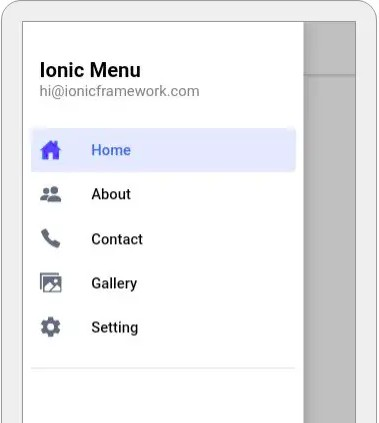 Ionic Menu
hi@ionicframework.com
Home
About
Contact
Gallery
Setting